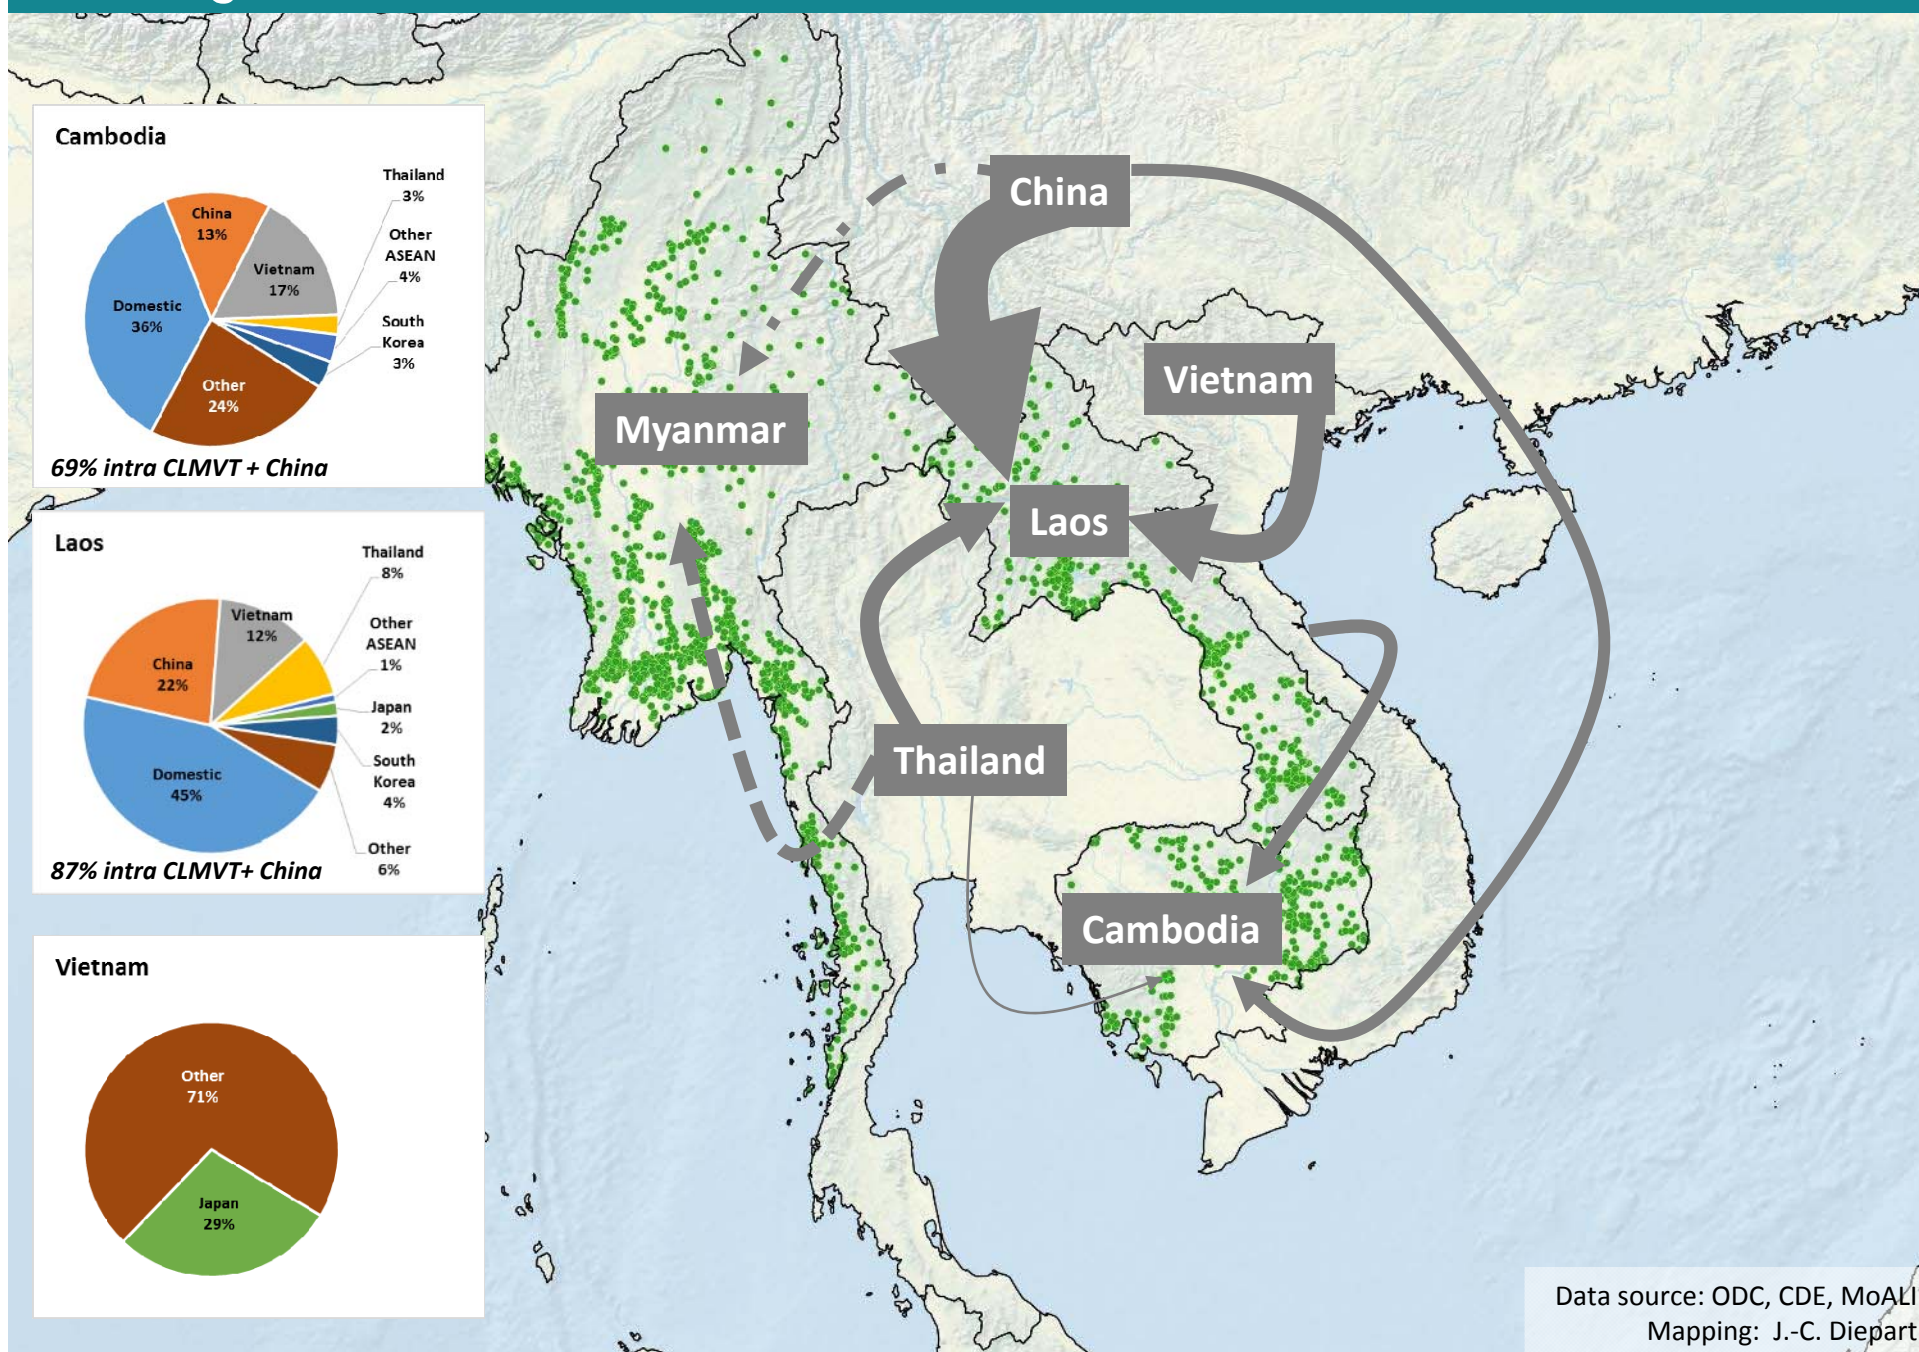 Cambodia
Thailand
3%
China
13%
Other
ASEAN
4%
Vietnam
17%
Domestic
36%
South
Korea
3%
Other
24%
69% intra CLMVT + China
Laos
Thailand
8%
Vietnam
12%
Other
ASEAN
1%
China
22%
Japan
2%
South
Korea
4%
Domestic
45%
Other
6%
87% intra CLMVT+ China
Vietnam
Other
71%
Japan
29%
China
Vietnam
Myanmar
Laos
Thailand
Cambodia
Data source: ODC, CDE, MoALI
Mapping: J.-C. Diepart